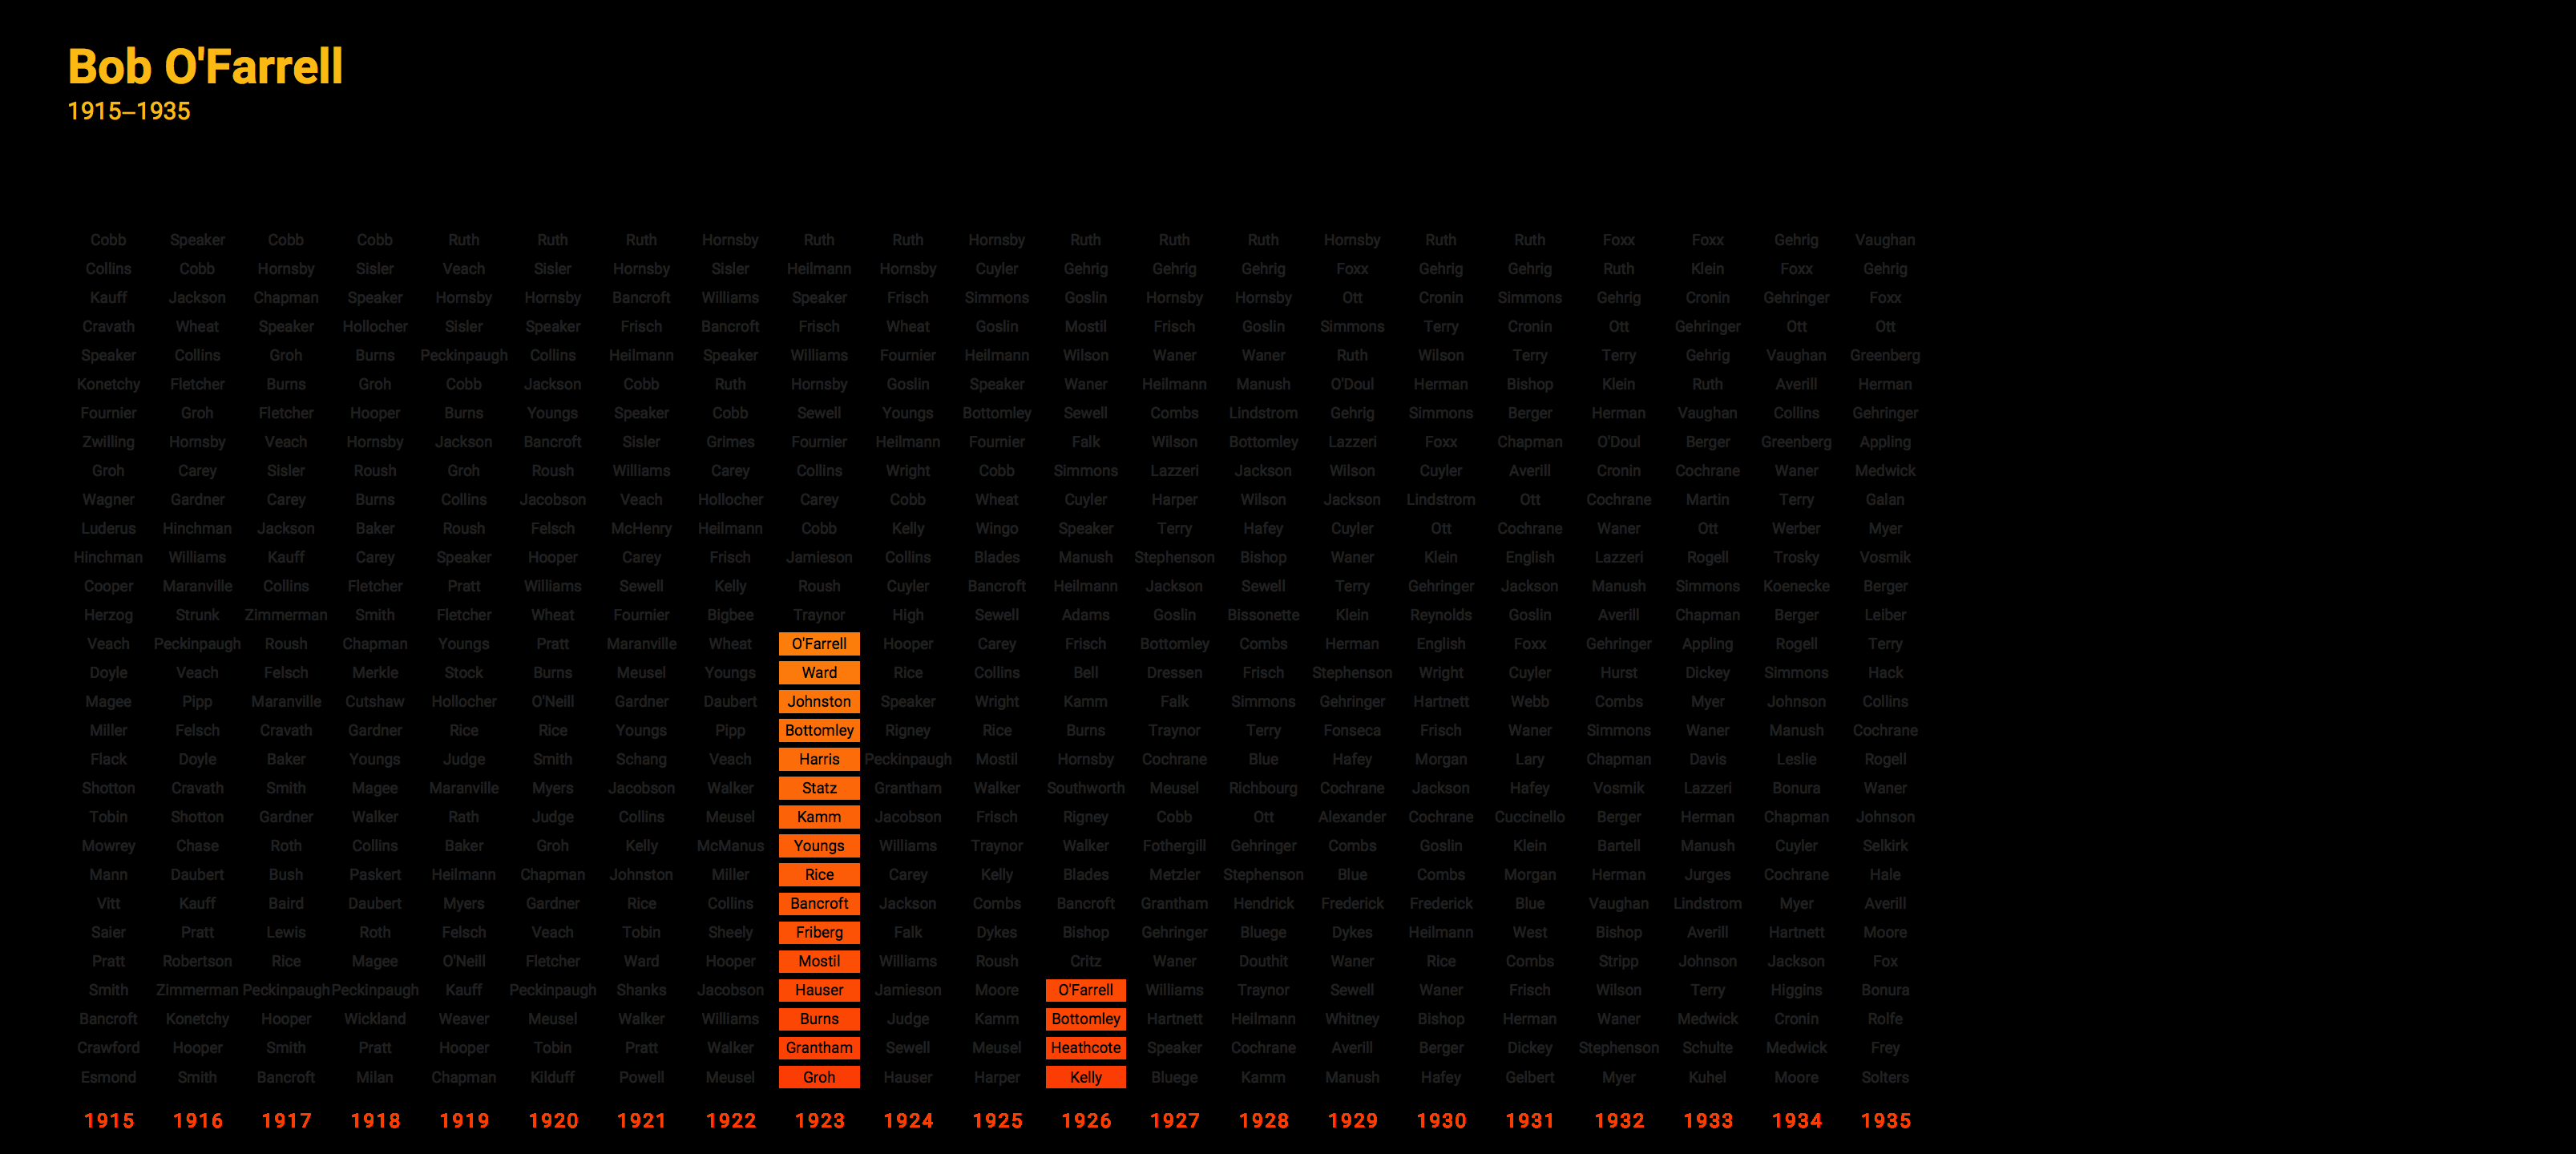 Bob O'Farrell
1915–1935
Cobb Speaker Cobb Cobb Ruth Ruth Ruth Hornsby Ruth Ruth Hornsby Ruth Ruth Ruth Hornsby Ruth Ruth Foxx Foxx Gehrig Vaughan
Collins Cobb Hornsby Sisler Veach Sisler Hornsby Sisler Heilmann Hornsby Cuyler Gehrig Gehrig Gehrig Foxx Gehrig Gehrig Ruth Klein Foxx Gehrig
Kauff Jackson Chapman Speaker Hornsby Hornsby Bancroft Williams Speaker Frisch Simmons Goslin Hornsby Hornsby Ott Cronin Simmons Gehrig Cronin Gehringer Foxx
Cravath Wheat Speaker Hollocher Sisler Speaker Frisch Bancroft Frisch Wheat Goslin Mostil Frisch Goslin Simmons Terry Cronin Ott Gehringer Ott Ott
Speaker Collins Groh Burns Peckinpaugh Collins Heilmann Speaker Williams Fournier Heilmann Wilson Waner Waner Ruth Wilson Terry Terry Gehrig Vaughan Greenberg
Konetchy Fletcher Burns Groh Cobb Jackson Cobb Ruth Hornsby Goslin Speaker Waner Heilmann Manush O'Doul Herman Bishop Klein Ruth Averill Herman
Fournier Groh Fletcher Hooper Burns Youngs Speaker Cobb Sewell Youngs Bottomley Sewell Combs Lindstrom Gehrig Simmons Berger Herman Vaughan Collins Gehringer
Zwilling Hornsby Veach Hornsby Jackson Bancroft Sisler Grimes Fournier Heilmann Fournier Falk Wilson Bottomley Lazzeri Foxx Chapman O'Doul Berger Greenberg Appling
Groh Carey Sisler Roush Groh Roush Williams Carey Collins Wright Cobb Simmons Lazzeri Jackson Wilson Cuyler Averill Cronin Cochrane Waner Medwick
Wagner Gardner Carey Burns Collins Jacobson Veach Hollocher Carey Cobb Wheat Cuyler Harper Wilson Jackson Lindstrom Ott Cochrane Martin Terry Galan
Luderus Hinchman Jackson Baker Roush Felsch McHenry Heilmann Cobb Kelly Wingo Speaker Terry Hafey Cuyler Ott Cochrane Waner Ott Werber Myer
Hinchman Williams Kauff Carey Speaker Hooper Carey Frisch Jamieson Collins Blades Manush Stephenson Bishop Waner Klein English Lazzeri Rogell Trosky Vosmik
Cooper Maranville Collins Fletcher Pratt Williams Sewell Kelly Roush Cuyler Bancroft Heilmann Jackson Sewell Terry Gehringer Jackson Manush Simmons Koenecke Berger
Herzog Strunk Zimmerman Smith Fletcher Wheat Fournier Bigbee Traynor High Sewell Adams Goslin Bissonette Klein Reynolds Goslin Averill Chapman Berger Leiber
Veach Peckinpaugh Roush Chapman Youngs Pratt Maranville Wheat O'Farrell Hooper Carey Frisch Bottomley Combs Herman English Foxx Gehringer Appling Rogell Terry
Doyle Veach Felsch Merkle Stock Burns Meusel Youngs Ward Rice Collins Bell Dressen Frisch Stephenson Wright Cuyler Hurst Dickey Simmons Hack
Magee Pipp Maranville Cutshaw Hollocher O'Neill Gardner Daubert Johnston Speaker Wright Kamm Falk Simmons Gehringer Hartnett Webb Combs Myer Johnson Collins
Miller Felsch Cravath Gardner Rice Rice Youngs Pipp Bottomley Rigney Rice Burns Traynor Terry Fonseca Frisch Waner Simmons Waner Manush Cochrane
Flack Doyle Baker Youngs Judge Smith Schang Veach Harris Peckinpaugh Mostil Hornsby Cochrane Blue Hafey Morgan Lary Chapman Davis Leslie Rogell
Shotton Cravath Smith Magee Maranville Myers Jacobson Walker Statz Grantham Walker Southworth Meusel Richbourg Cochrane Jackson Hafey Vosmik Lazzeri Bonura Waner
Tobin Shotton Gardner Walker Rath Judge Collins Meusel Kamm Jacobson Frisch Rigney Cobb Ott Alexander Cochrane Cuccinello Berger Herman Chapman Johnson
Mowrey Chase Roth Collins Baker Groh Kelly McManus Youngs Williams Traynor Walker Fothergill Gehringer Combs Goslin Klein Bartell Manush Cuyler Selkirk
Mann Daubert Bush Paskert Heilmann Chapman Johnston Miller Rice Carey Kelly Blades Metzler Stephenson Blue Combs Morgan Herman Jurges Cochrane Hale
Vitt Kauff Baird Daubert Myers Gardner Rice Collins Bancroft Jackson Combs Bancroft Grantham Hendrick Frederick Frederick Blue Vaughan Lindstrom Myer Averill
Saier Pratt Lewis Roth Felsch Veach Tobin Sheely Friberg Falk Dykes Bishop Gehringer Bluege Dykes Heilmann West Bishop Averill Hartnett Moore
Pratt Robertson Rice Magee O'Neill Fletcher Ward Hooper Mostil Williams Roush Critz Waner Douthit Waner Rice Combs Stripp Johnson Jackson Fox
Smith Zimmerman Peckinpaugh Peckinpaugh Kauff Peckinpaugh Shanks Jacobson Hauser Jamieson Moore O'Farrell Williams Traynor Sewell Waner Frisch Wilson Terry Higgins Bonura
Bancroft Konetchy Hooper Wickland Weaver Meusel Walker Williams Burns Judge Kamm Bottomley Hartnett Heilmann Whitney Bishop Herman Waner Medwick Cronin Rolfe
Crawford Hooper Smith Pratt Hooper Tobin Pratt Walker Grantham Sewell Meusel Heathcote Speaker Cochrane Averill Berger Dickey Stephenson Schulte Medwick Frey
Esmond Smith Bancroft Milan Chapman Kilduff Powell Meusel Groh Hauser Harper Kelly Bluege Kamm Manush Hafey Gelbert Myer Kuhel Moore Solters
1915 1916 1917 1918 1919 1920 1921 1922 1923 1924 1925 1926 1927 1928 1929 1930 1931 1932 1933 1934 1935